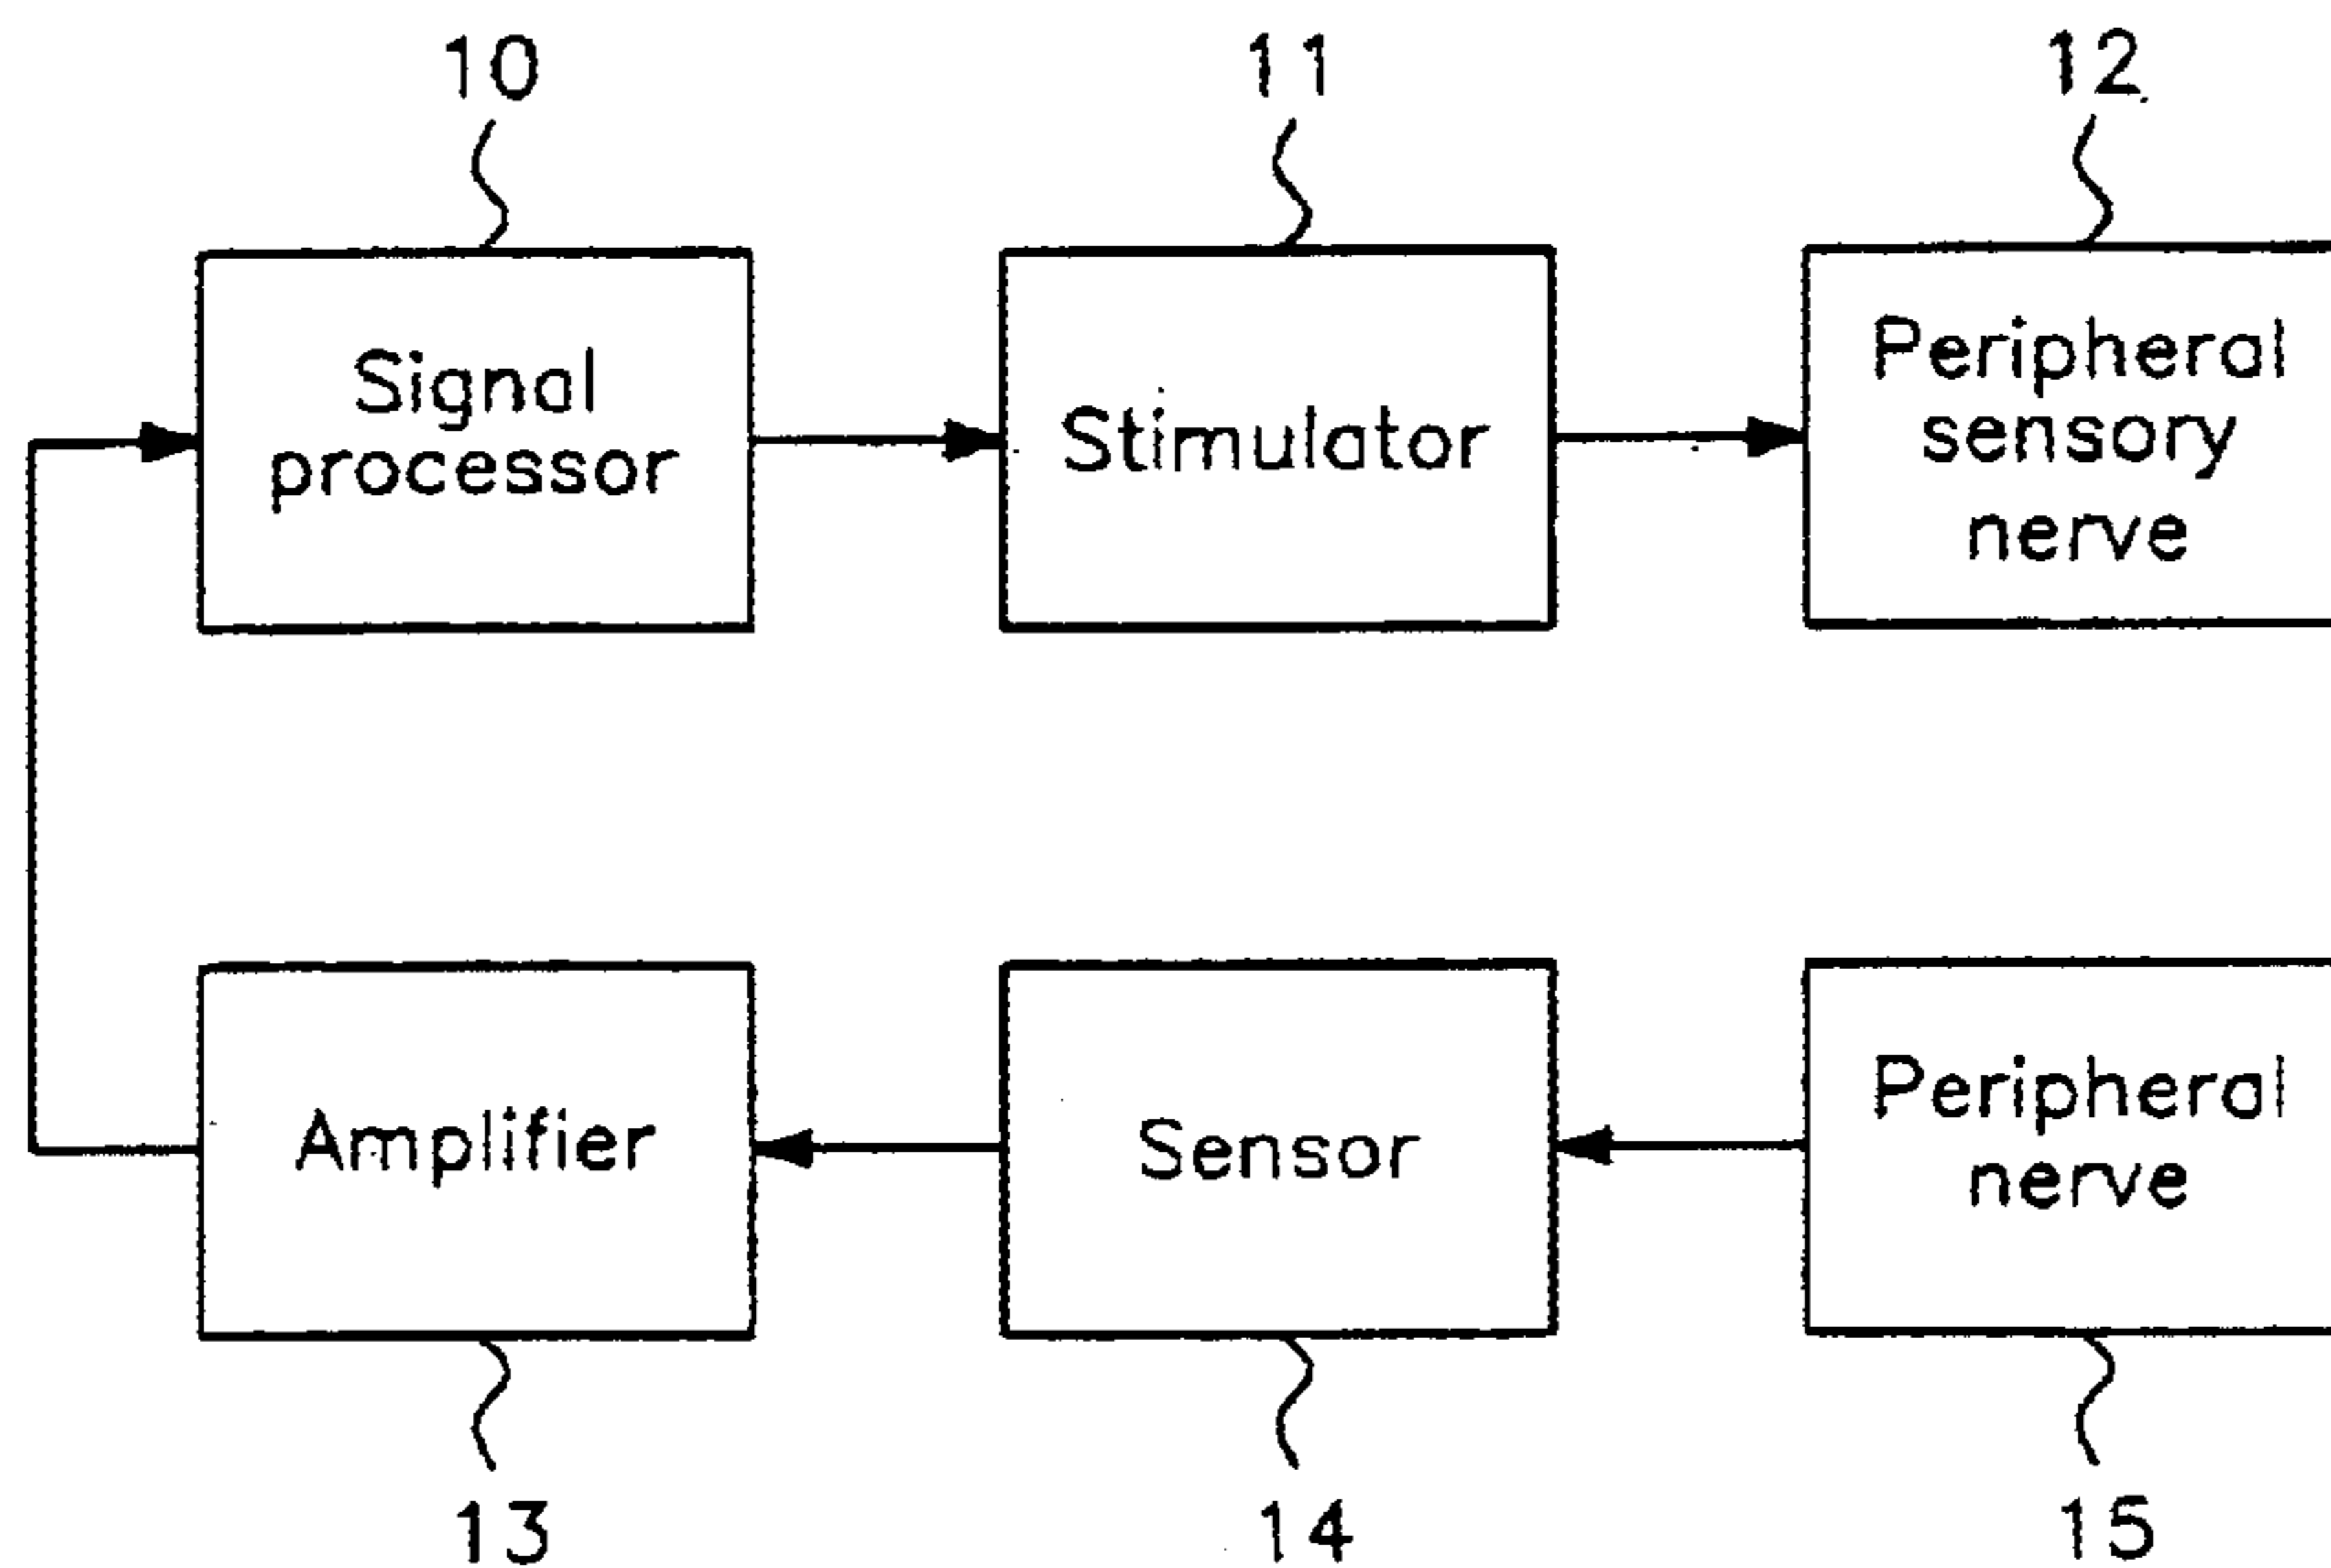 10
11
12
Signal
processor
Stimulator
Peripheral
sensory
nerve
Amplifier
Sensor
Peripheral
nerve
13
14
15